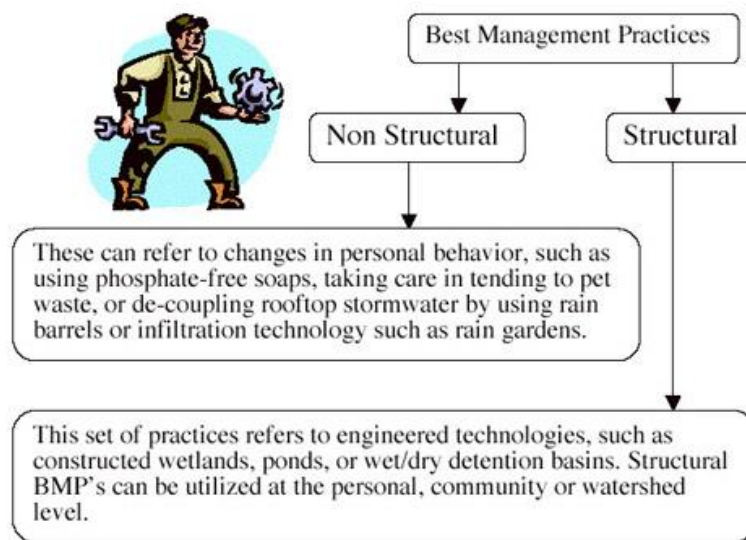 Best Management Practices
Non Structural
Structural
These can refer to changes in personal behavior, such as
using phosphate-free soaps, taking care in tending to pet
waste, or de-coupling rooftop stormwater by using rain
barrels or infiltration technology such as rain gardens.
This set of practices refers to engineered technologies, such as
constructed wetlands, ponds, or wet/dry detention basins. Structural
BMP's can be utilized at the personal, community or watershed
level.